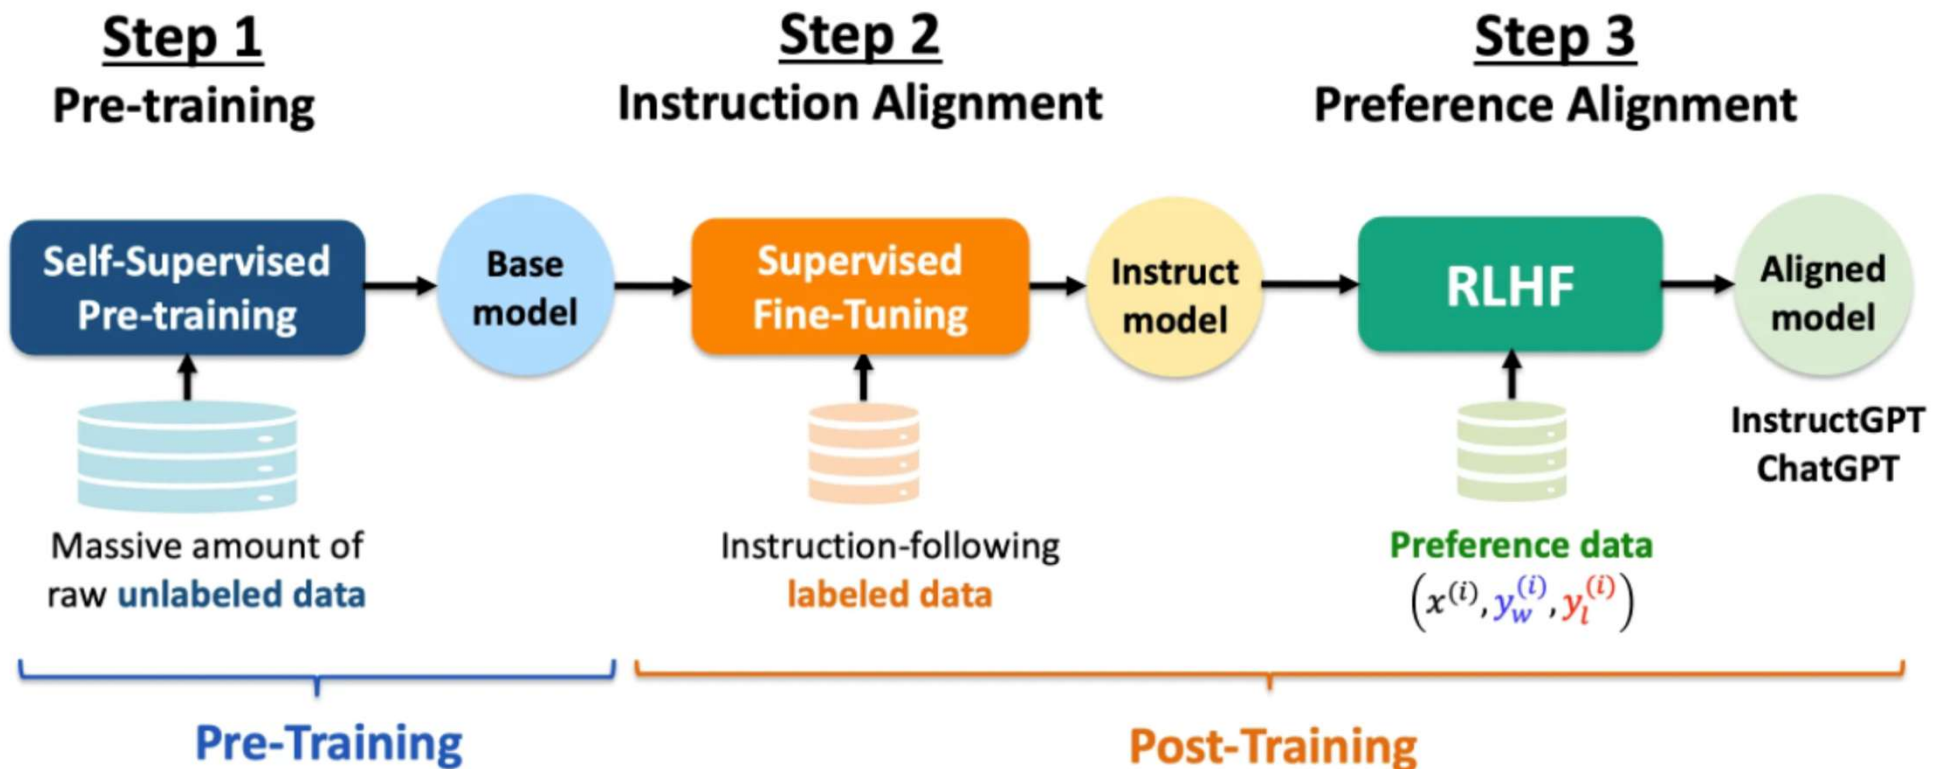 Step 1
Pre-training
Step 2
Instruction Alignment
Step 3
Preference Alignment
Self-Supervised
Pre-training
Base
model
Supervised
Fine-Tuning
Instruct
model
RLHF
Aligned
model
InstructGPT
ChatGPT
Massive amount of
raw unlabeled data
Instruction-following
labeled data
Preference data
(x^(i), y_w^(i), y_l^(i))
Pre-Training
Post-Training